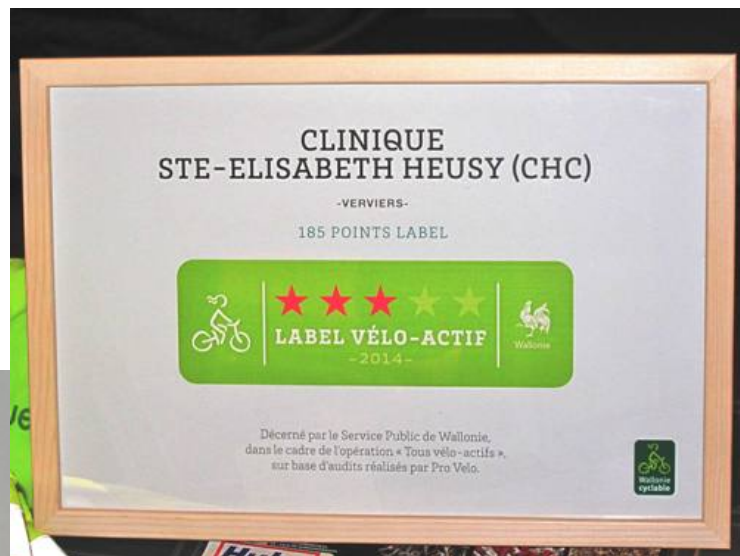 CLINIQUE
STE-ELISABETH HEUSY (CHC)
-VERVIERS-
185 POINTS LABEL
LABEL VÉLO-ACTIF
-2014-
Wallonie
Décerné par le Service Public de Wallonie,
dans le cadre de l'opération « Tous vélo-actifs »,
sur base d'audits réalisés par Pro Velo.
Wallonie
cyclable